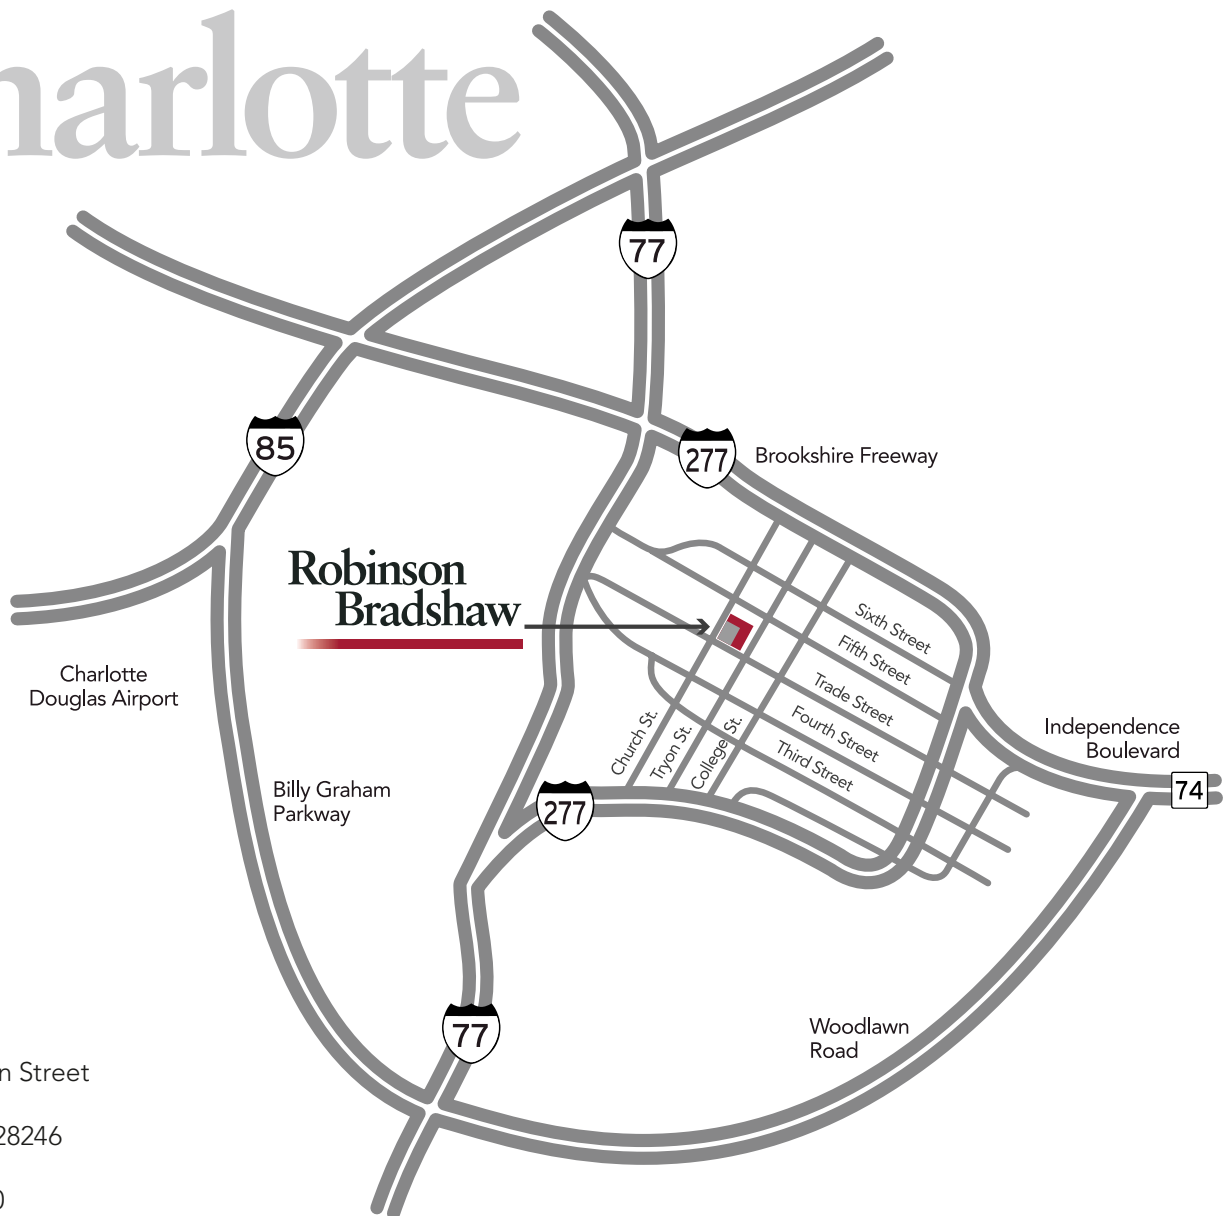 harlotte
77
85
277
Brookshire Freeway
Robinson
Bradshaw
Sixth Street
Fifth Street
Trade Street
Fourth Street
Third Street
Church St.
Tryon St.
College St.
Charlotte
Douglas Airport
Independence
Boulevard
74
Billy Graham
Parkway
277
77
Woodlawn
Road
n Street
28246
0